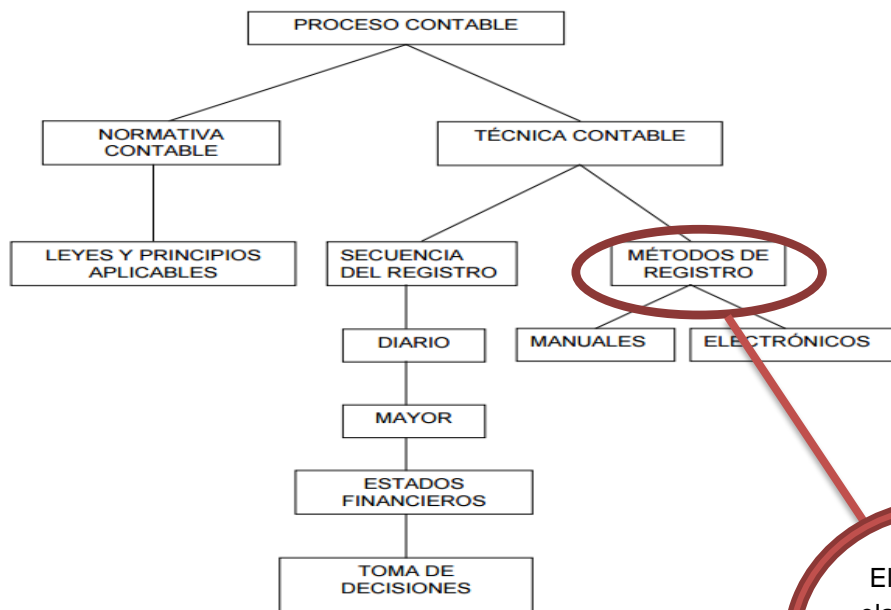 PROCESO CONTABLE
NORMATIVA
CONTABLE
TÉCNICA CONTABLE
LEYES Y PRINCIPIOS
APLICABLES
SECUENCIA
DEL REGISTRO
MÉTODOS DE
REGISTRO
DIARIO
MANUALES
ELECTRÓNICOS
MAYOR
ESTADOS
FINANCIEROS
TOMA DE
DECISIONES